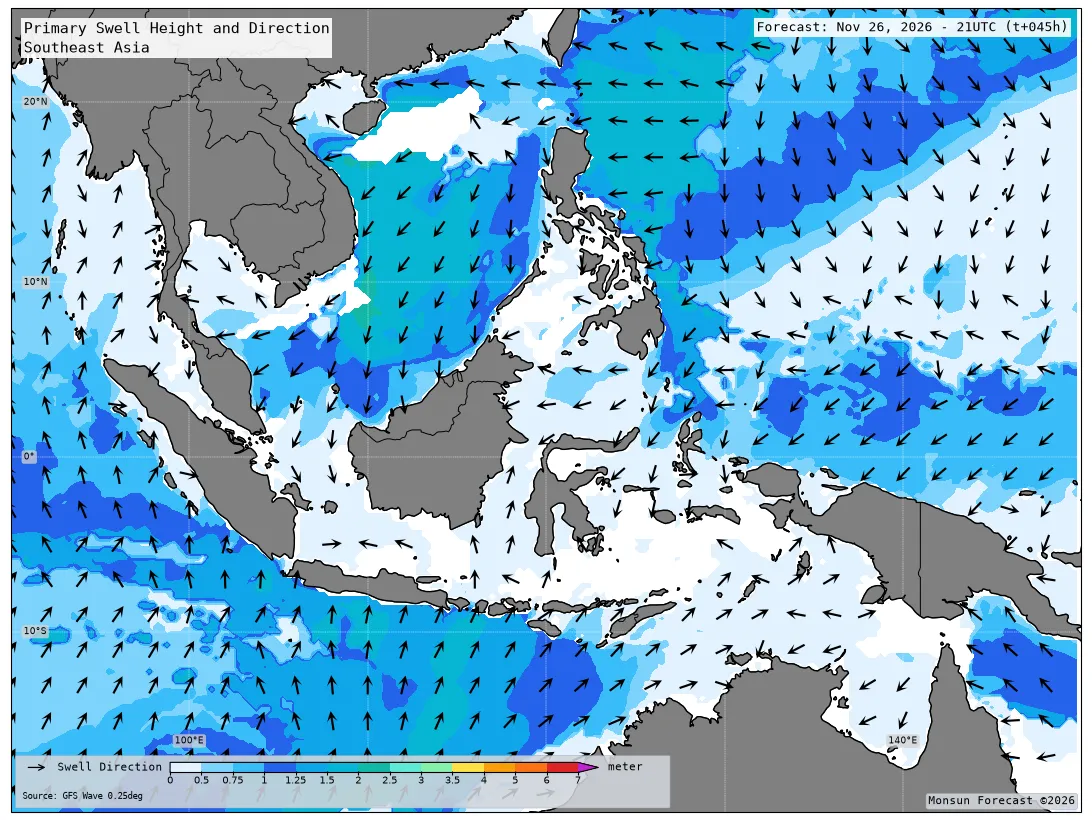 Primary Swell Height and Direction
Southeast Asia
Forecast: Nov 26, 2026 - 21UTC (t+045h)
20°N
10°N
0°
10°S
100°E
140°E
Swell Direction
0 0.5 0.75 1 1.25 1.5 2 2.5 3 3.5 4 5 6 7
meter
Source: GFS Wave 0.25deg
Monsun Forecast ©2026